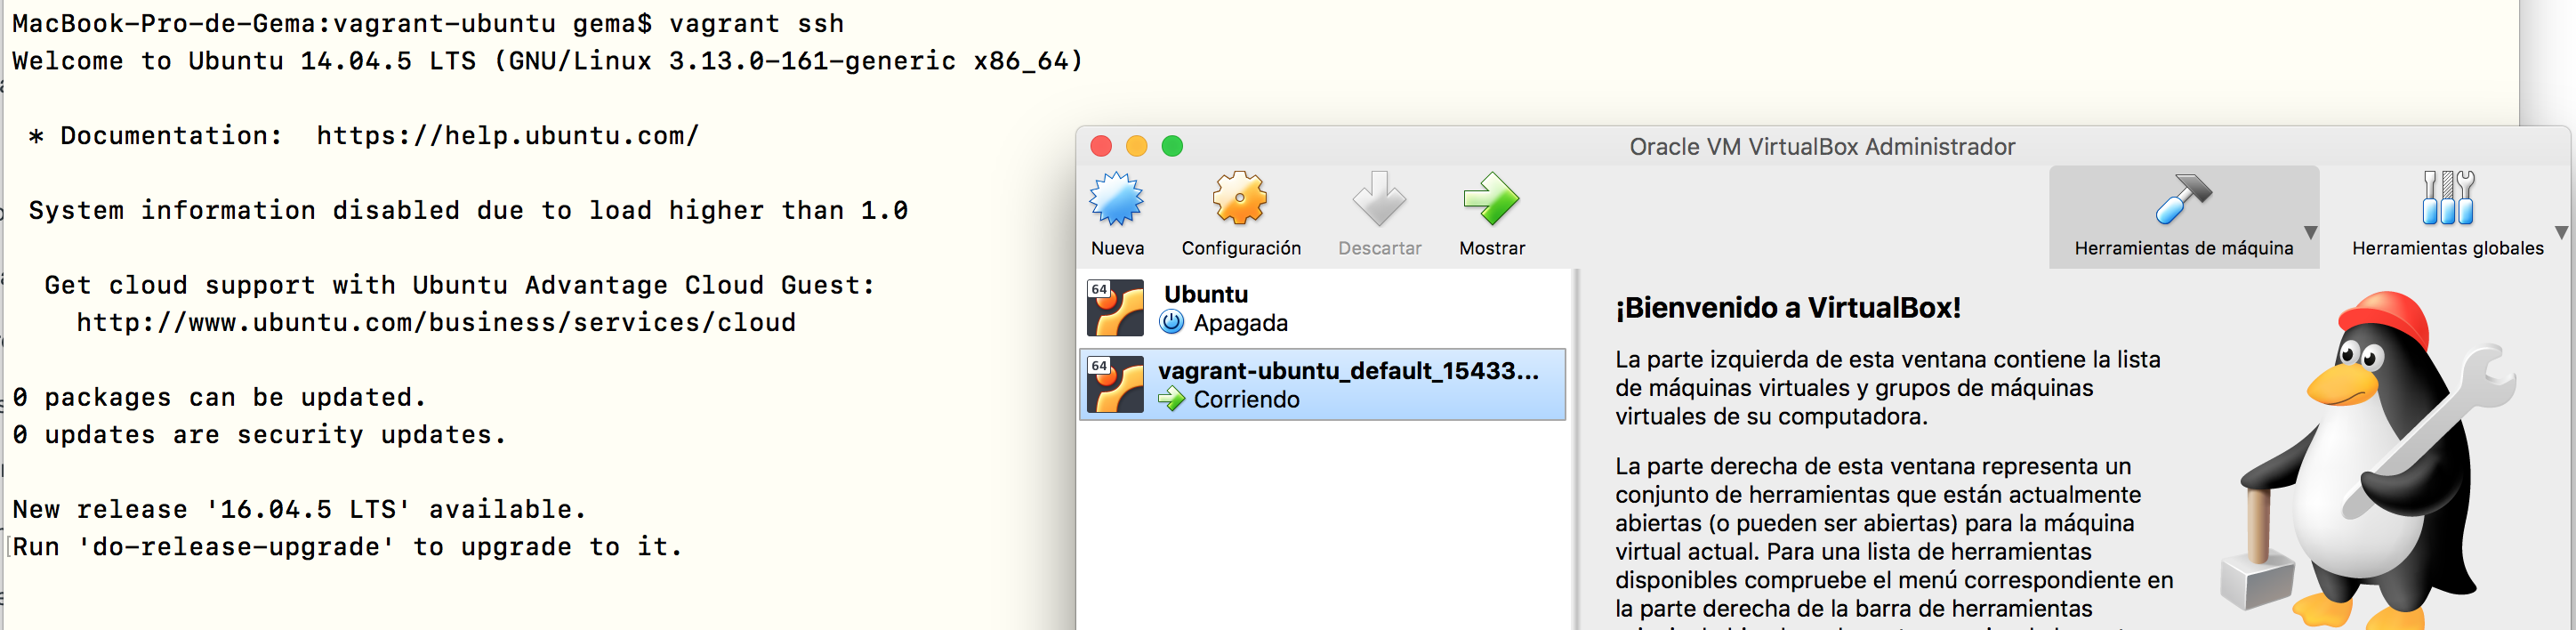 MacBook-Pro-de-Gema:vagrant-ubuntu gema$ vagrant ssh
Welcome to Ubuntu 14.04.5 LTS (GNU/Linux 3.13.0-161-generic x86_64)
* Documentation:  https://help.ubuntu.com/
System information disabled due to load higher than 1.0
Get cloud support with Ubuntu Advantage Cloud Guest:
http://www.ubuntu.com/business/services/cloud
0 packages can be updated.
0 updates are security updates.
New release '16.04.5 LTS' available.
Run 'do-release-upgrade' to upgrade to it.
Oracle VM VirtualBox Administrador
Nueva Configuración Descartar Mostrar Herramientas de máquina Herramientas globales
64 Ubuntu
Apagada
64 vagrant-ubuntu_default_15433...
Corriendo
¡Bienvenido a VirtualBox!
La parte izquierda de esta ventana contiene la lista
de máquinas virtuales y grupos de máquinas
virtuales de su computadora.
La parte derecha de esta ventana representa un
conjunto de herramientas que están actualmente
abiertas (o pueden ser abiertas) para la máquina
virtual actual. Para una lista de herramientas
disponibles compruebe el menú correspondiente en
la parte derecha de la barra de herramientas